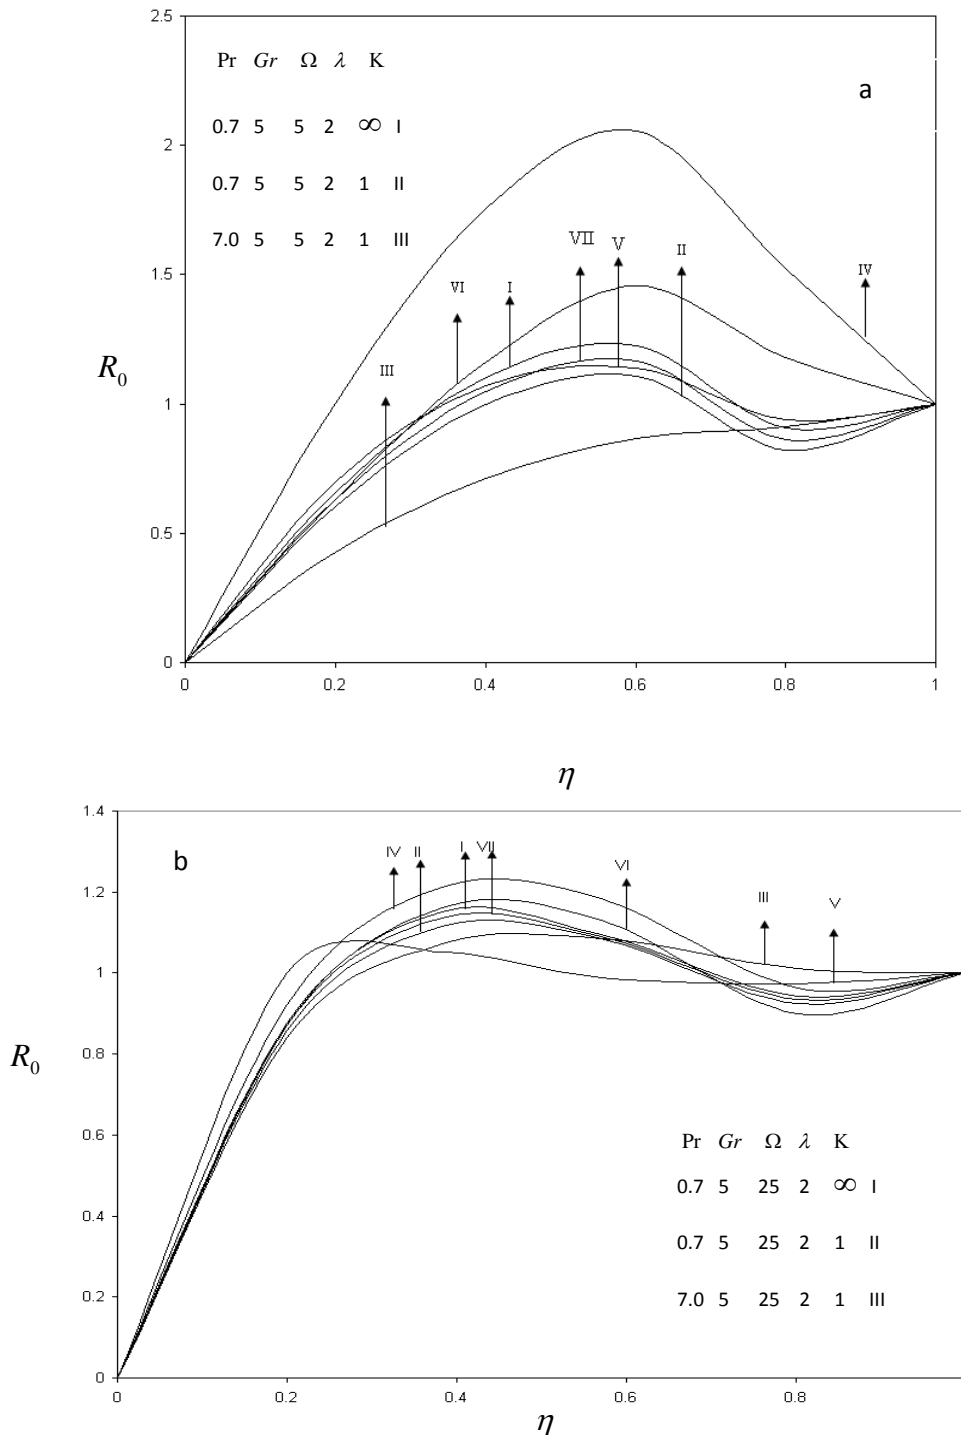 2.5
Pr Gr Ω λ K
a
0.7 5 5 2 ∞ I
2
0.7 5 5 2 1 II
7.0 5 5 2 1 III
VII V II
1.5
VI I IV
III
R0
1
0.5
0
0 0.2 0.4 0.6 0.8 1
η
1.4
b
IV II I VII
VI
1.2
III V
1
R0
0.8
0.6
Pr Gr Ω λ K
0.7 5 25 2 ∞ I
0.4
0.7 5 25 2 1 II
0.2
7.0 5 25 2 1 III
0
0 0.2 0.4 0.6 0.8
η